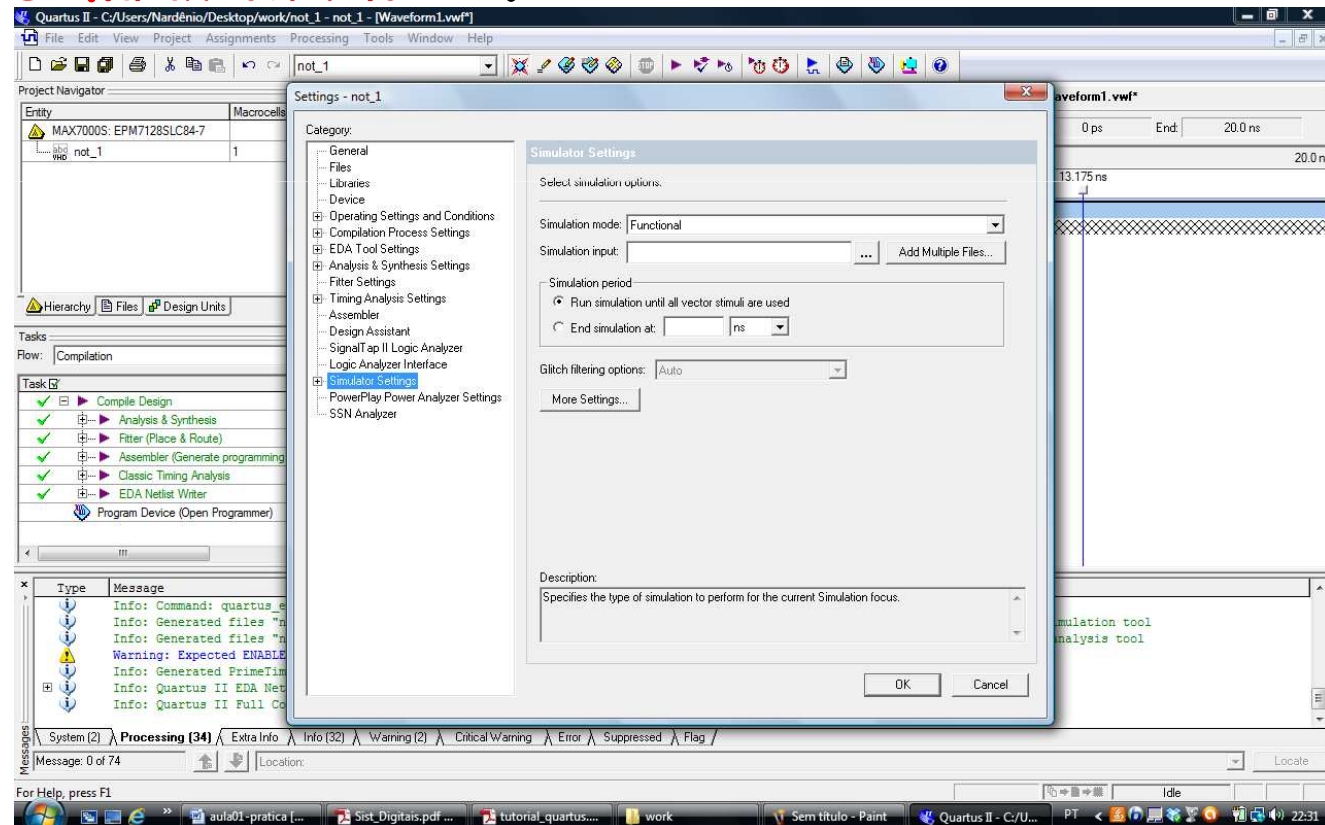 Quartus II - C:/Users/Nardênio/Desktop/work/not_1 - not_1 - [Waveform1.vwf*]
File Edit View Project Assignments Processing Tools Window Help
not_1
Project Navigator
Entity Macrocells
MAX7000S: EPM7128SLC84-7
not_1 1
Hierarchy Files Design Units
Tasks
Flow: Compilation
Task
Compile Design
Analysis & Synthesis
Fitter (Place & Route)
Assembler (Generate programming
Classic Timing Analysis
EDA Netlist Writer
Program Device (Open Programmer)
Settings - not_1
Category:
General
Files
Libraries
Device
Operating Settings and Conditions
Compilation Process Settings
EDA Tool Settings
Analysis & Synthesis Settings
Fitter Settings
Timing Analysis Settings
Assembler
Design Assistant
SignalTap II Logic Analyzer
Logic Analyzer Interface
Simulator Settings
PowerPlay Power Analyzer Settings
SSN Analyzer
Simulator Settings
Select simulation options.
Simulation mode: Functional
Simulation input: ... Add Multiple Files...
Simulation period
Run simulation until all vector stimuli are used
End simulation at: ns
Glitch filtering options: Auto
More Settings...
Description:
Specifies the type of simulation to perform for the current Simulation focus.
OK Cancel
aveform1.vwf*
0 ps End: 20.0 ns
20.0 n
13.175 ns
Type Message
Info: Command: quartus_e
Info: Generated files "n mulation tool
Info: Generated files "n nalysis tool
Warning: Expected ENABLE
Info: Generated PrimeTim
Info: Quartus II EDA Net
Info: Quartus II Full Co
System (2) Processing (34) Extra Info Info (32) Warning (2) Critical Warning Error Suppressed Flag
Messages
Message: 0 of 74 Location: Locate
For Help, press F1 Idle
aula01-pratica [... Sist_Digitais.pdf ... tutorial_quartus.... work Sem título - Paint Quartus II - C:/U... PT 22:31